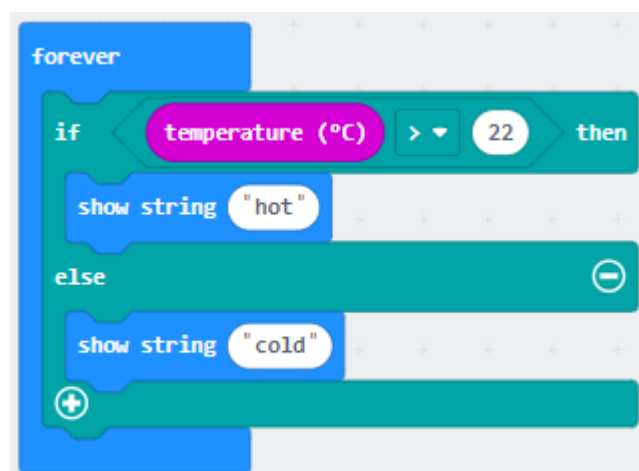 forever
if temperature (°C) > 22 then
show string "hot"
else
show string "cold"